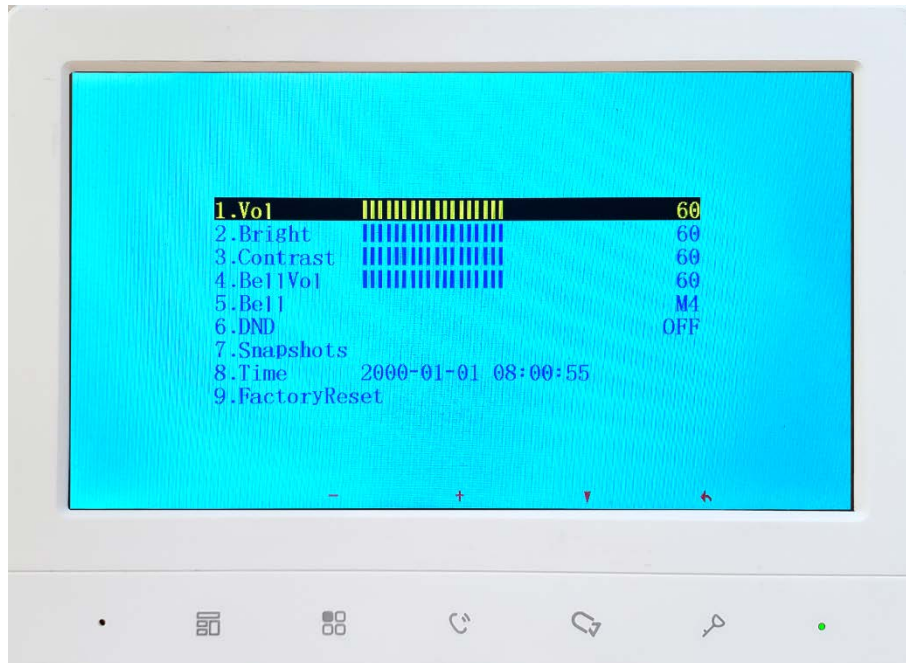 1.Vol 60
2.Bright 60
3.Contrast 60
4.BellVol 60
5.Bell M4
6.DND OFF
7.Snapshots
8.Time 2000-01-01 08:00:55
9.FactoryReset
- +